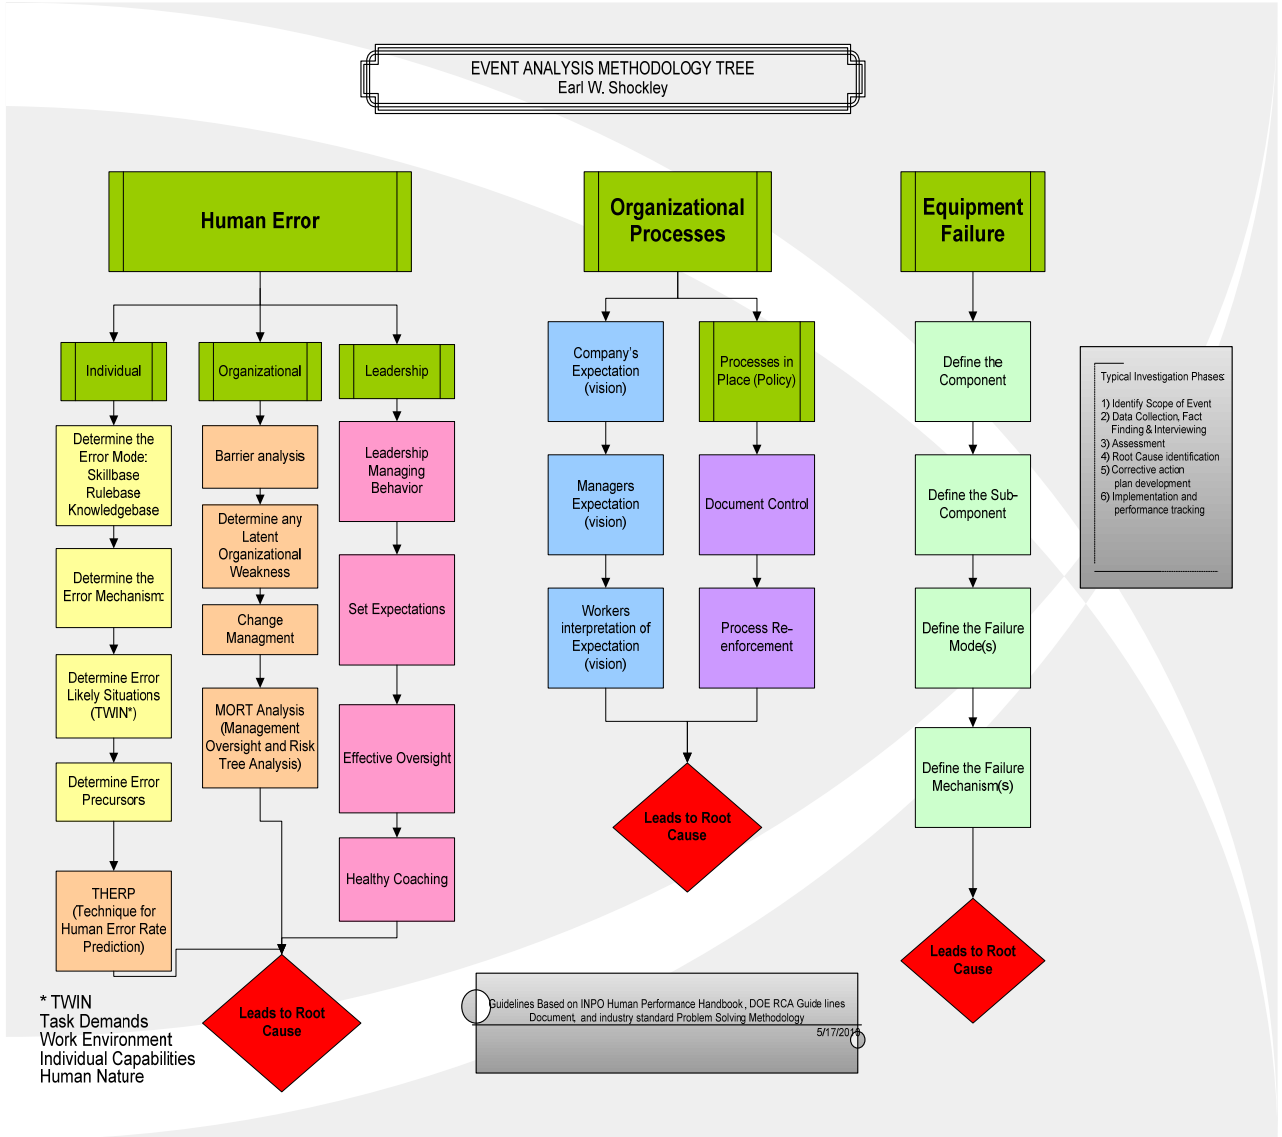 EVENT ANALYSIS METHODOLOGY TREE
Earl W. Shockley
Human Error
Organizational
Processes
Equipment
Failure
Individual
Organizational
Leadership
Determine the
Error Mode:
Skillbase
Rulebase
Knowledgebase
Determine the
Error Mechanism:
Determine Error
Likely Situations
(TWIN*)
Determine Error
Precursors
THERP
(Technique for
Human Error Rate
Prediction)
Barrier analysis
Determine any
Latent
Organizational
Weakness
Change
Managment
MORT Analysis
(Management
Oversight and Risk
Tree Analysis)
Leadership
Managing
Behavior
Set Expectations
Effective Oversight
Healthy Coaching
Leads to Root
Cause
Company's
Expectation
(vision)
Managers
Expectation
(vision)
Workers
interpretation of
Expectation
(vision)
Processes in
Place (Policy)
Document Control
Process Re-
enforcement
Leads to Root
Cause
Define the
Component
Define the Sub-
Component
Define the Failure
Mode(s)
Define the Failure
Mechanism(s)
Leads to Root
Cause
Typical Investigation Phases:
1) Identify Scope of Event
2) Data Collection, Fact
Finding & Interviewing
3) Assessment
4) Root Cause identification
5) Corrective action
plan development
6) Implementation and
performance tracking
* TWIN
Task Demands
Work Environment
Individual Capabilities
Human Nature
Guidelines Based on INPO Human Performance Handbook, DOE RCA Guide lines
Document, and industry standard Problem Solving Methodology